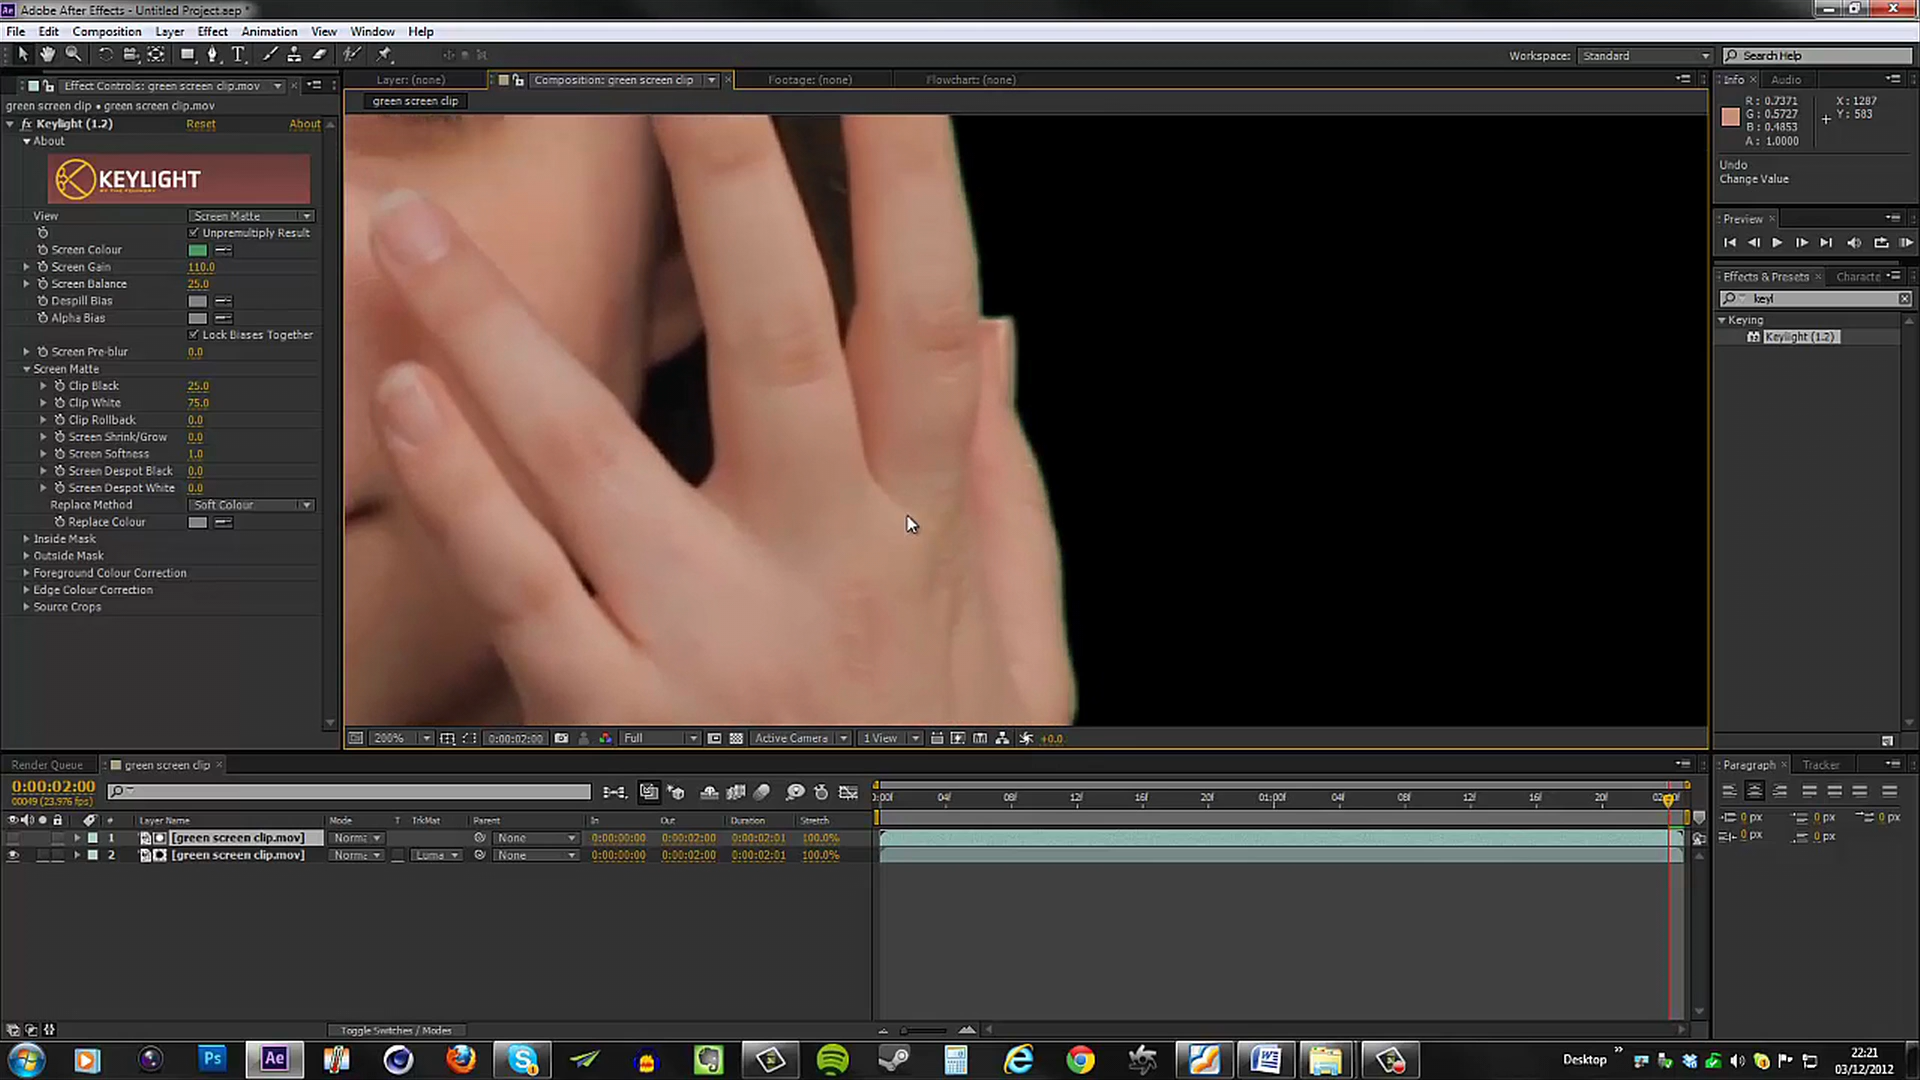 Adobe After Effects - Untitled Project.aep *
File Edit Composition Layer Effect Animation View Window Help
Workspace: Standard Search Help
Effect Controls: green screen clip.mov
Layer: (none) Composition: green screen clip Footage: (none) Flowchart: (none)
Info Audio
green screen clip • green screen clip.mov
green screen clip
R: 0.7371 X: 1287
G: 0.5727 Y: 583
B: 0.4853
A: 1.0000
Undo
Change Value
Keylight (1.2) Reset About
About
KEYLIGHT
BY THE FOUNDRY
View Screen Matte
Unpremultiply Result
Screen Colour
Screen Gain 110.0
Screen Balance 25.0
Despill Bias
Alpha Bias
Lock Biases Together
Screen Pre-blur 0.0
Screen Matte
Clip Black 25.0
Clip White 75.0
Clip Rollback 0.0
Screen Shrink/Grow 0.0
Screen Softness 1.0
Screen Despot Black 0.0
Screen Despot White 0.0
Replace Method Soft Colour
Replace Colour
Inside Mask
Outside Mask
Foreground Colour Correction
Edge Colour Correction
Source Crops
Preview
Effects & Presets Characte
keyl
Keying
Keylight (1.2)
200% 0:00:02:00 Full Active Camera 1 View +0.0
Render Queue green screen clip
0:00:02:00
00049 (23.976 fps)
0:00f 04f 08f 12f 16f 20f 01:00f 04f 08f 12f 16f 20f
# Layer Name Mode T TrkMat Parent In Out Duration Stretch
1 [green screen clip.mov] Norma None 0:00:00:00 0:00:02:00 0:00:02:01 100.0%
2 [green screen clip.mov] Norma Luma None 0:00:00:00 0:00:02:00 0:00:02:01 100.0%
Toggle Switches / Modes
Paragraph Tracker
0 px 0 px 0 px
0 px 0 px
Ps Ae
Desktop
22:21
03/12/2012